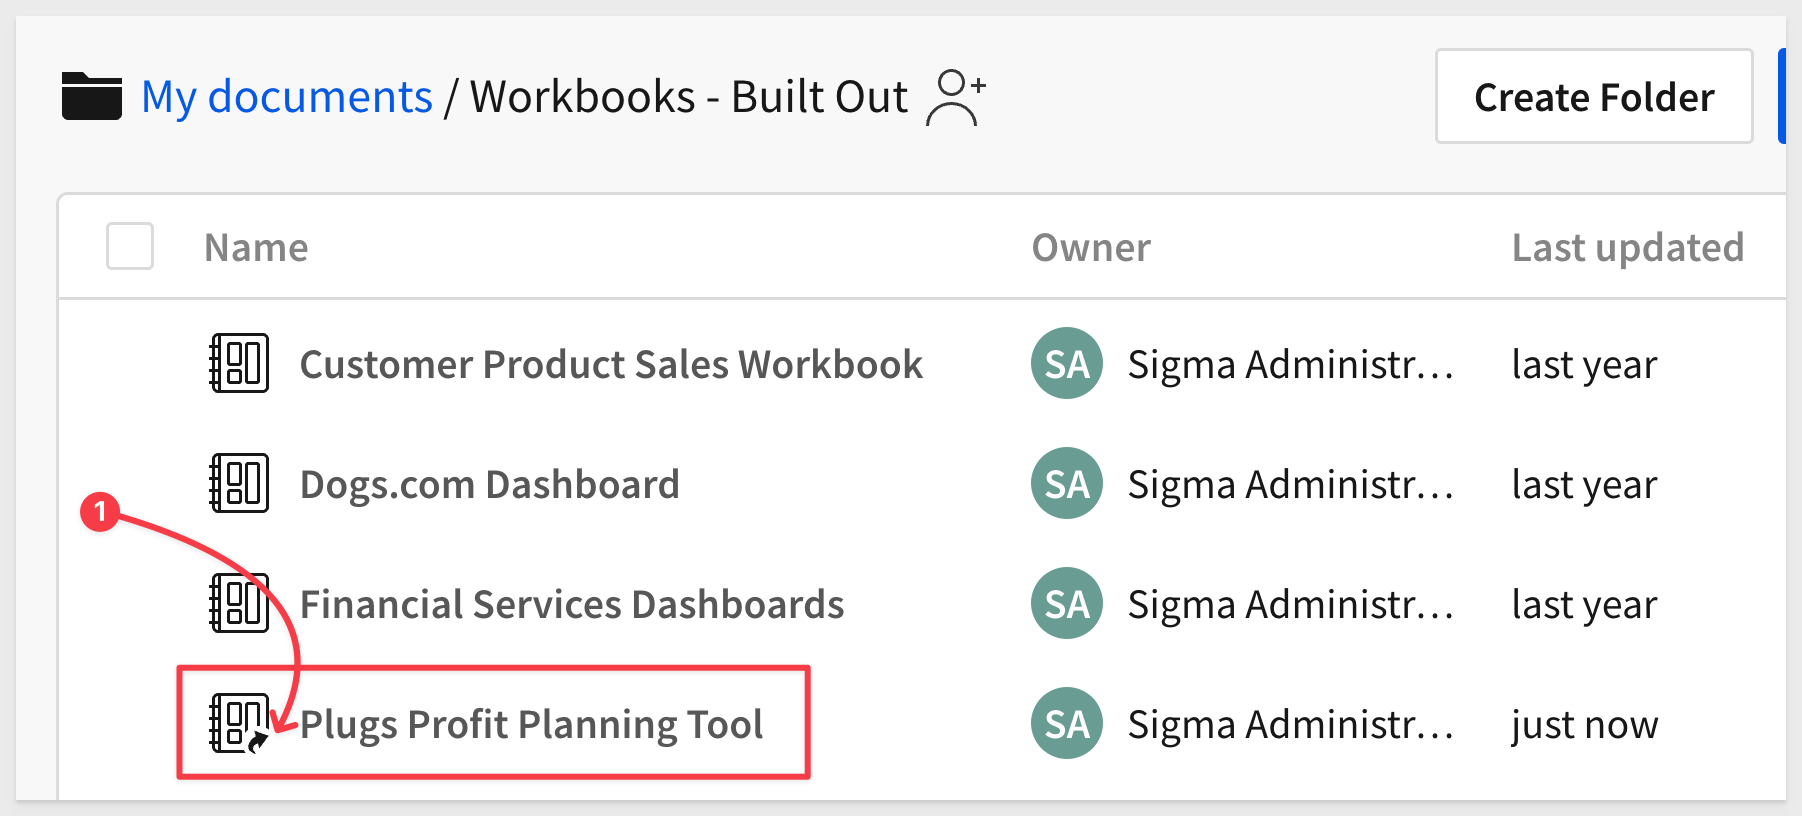 My documents / Workbooks - Built Out
Create Folder
Name Owner Last updated
Customer Product Sales Workbook SA Sigma Administr... last year
Dogs.com Dashboard SA Sigma Administr... last year
1
Financial Services Dashboards SA Sigma Administr... last year
Plugs Profit Planning Tool SA Sigma Administr... just now